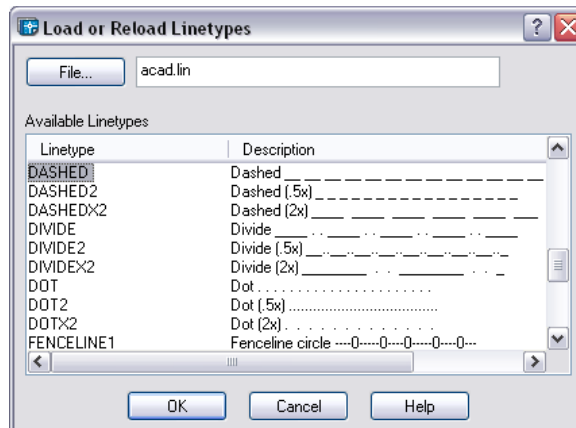 Load or Reload Linetypes
File... acad.lin
Available Linetypes
Linetype Description
DASHED Dashed __ __ __ __ __ __ __ __ __ __ __
DASHED2 Dashed (.5x) _ _ _ _ _ _ _ _ _ _ _ _ _ _ _ _
DASHEDX2 Dashed (2x) ____ ____ ____ ____ ____ ___
DIVIDE Divide ____ . . ____ . . ____ . . ____ . . ____
DIVIDE2 Divide (.5x) __..__..__..__..__..__..__.._
DIVIDEX2 Divide (2x) ________ . . ________ . . _
DOT Dot . . . . . . . . . . . . . . . . . . . . . .
DOT2 Dot (.5x) .....................................
DOTX2 Dot (2x) . . . . . . . . . . . . . .
FENCELINE1 Fenceline circle ----0-----0----0-----0----0---
OK Cancel Help